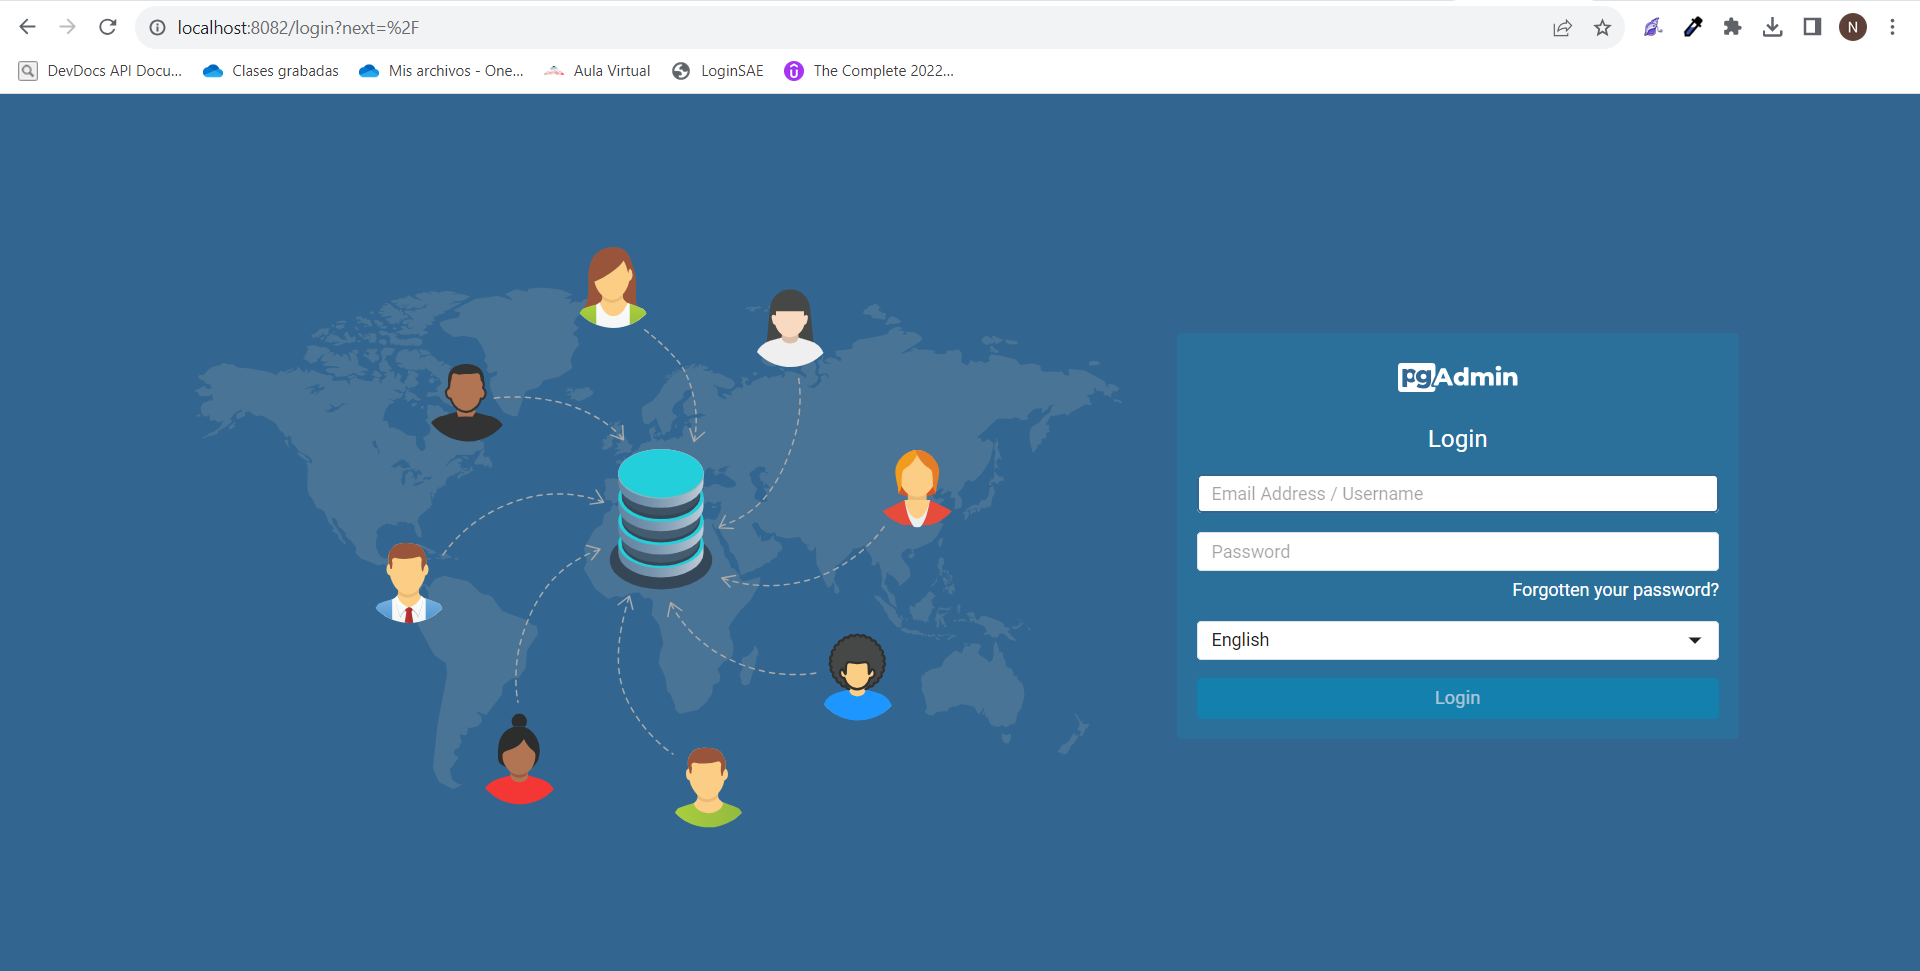 localhost:8082/login?next=%2F
N
DevDocs API Docu... Clases grabadas Mis archivos - One... Aula Virtual LoginSAE The Complete 2022...
pgAdmin
Login
Email Address / Username
Password
Forgotten your password?
English
Login